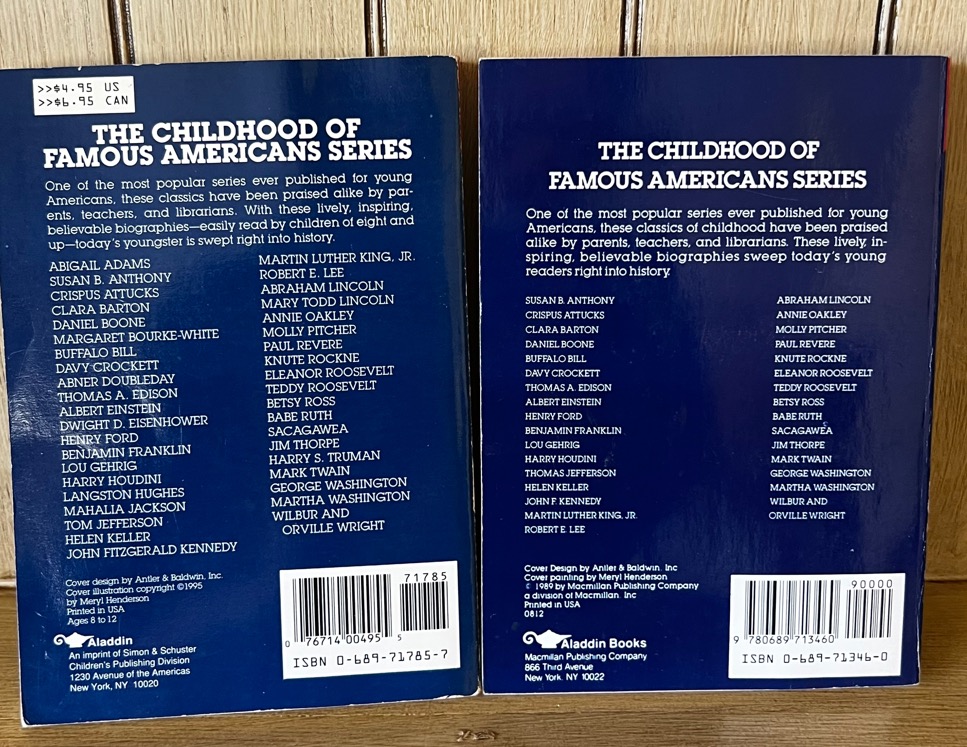 >>$4.95 US
>>$6.95 CAN
THE CHILDHOOD OF
FAMOUS AMERICANS SERIES
One of the most popular series ever published for young
Americans, these classics have been praised alike by par-
ents, teachers, and librarians. With these lively, inspiring,
believable biographies—easily read by children of eight and
up—today's youngster is swept right into history.
ABIGAIL ADAMS
SUSAN B. ANTHONY
CRISPUS ATTUCKS
CLARA BARTON
DANIEL BOONE
MARGARET BOURKE-WHITE
BUFFALO BILL
DAVY CROCKETT
ABNER DOUBLEDAY
THOMAS A. EDISON
ALBERT EINSTEIN
DWIGHT D. EISENHOWER
HENRY FORD
BENJAMIN FRANKLIN
LOU GEHRIG
HARRY HOUDINI
LANGSTON HUGHES
MAHALIA JACKSON
TOM JEFFERSON
HELEN KELLER
JOHN FITZGERALD KENNEDY
MARTIN LUTHER KING, JR.
ROBERT E. LEE
ABRAHAM LINCOLN
MARY TODD LINCOLN
ANNIE OAKLEY
MOLLY PITCHER
PAUL REVERE
KNUTE ROCKNE
ELEANOR ROOSEVELT
TEDDY ROOSEVELT
BETSY ROSS
BABE RUTH
SACAGAWEA
JIM THORPE
HARRY S. TRUMAN
MARK TWAIN
GEORGE WASHINGTON
MARTHA WASHINGTON
WILBUR AND
ORVILLE WRIGHT
Cover design by Antler & Baldwin, Inc.
Cover illustration copyright ©1995
by Meryl Henderson
Printed in USA
Ages 8 to 12
Aladdin
An imprint of Simon & Schuster
Children's Publishing Division
1230 Avenue of the Americas
New York, NY 10020
71785
0 76714 00495 5
ISBN 0-689-71785-7
THE CHILDHOOD OF
FAMOUS AMERICANS SERIES
One of the most popular series ever published for young
Americans, these classics of childhood have been praised
alike by parents, teachers, and librarians. These lively, in-
spiring, believable biographies sweep today's young
readers right into history.
SUSAN B. ANTHONY
CRISPUS ATTUCKS
CLARA BARTON
DANIEL BOONE
BUFFALO BILL
DAVY CROCKETT
THOMAS A. EDISON
ALBERT EINSTEIN
HENRY FORD
BENJAMIN FRANKLIN
LOU GEHRIG
HARRY HOUDINI
THOMAS JEFFERSON
HELEN KELLER
JOHN F. KENNEDY
MARTIN LUTHER KING, JR.
ROBERT E. LEE
ABRAHAM LINCOLN
ANNIE OAKLEY
MOLLY PITCHER
PAUL REVERE
KNUTE ROCKNE
ELEANOR ROOSEVELT
TEDDY ROOSEVELT
BETSY ROSS
BABE RUTH
SACAGAWEA
JIM THORPE
MARK TWAIN
GEORGE WASHINGTON
MARTHA WASHINGTON
WILBUR AND
ORVILLE WRIGHT
Cover Design by Antler & Baldwin, Inc
Cover painting by Meryl Henderson
© 1989 by Macmillan Publishing Company
a division of Macmillan. Inc
Printed in USA
0812
Aladdin Books
Macmillan Publishing Company
866 Third Avenue
New York, NY 10022
90000
9 780689 713460
ISBN 0-689-71346-0